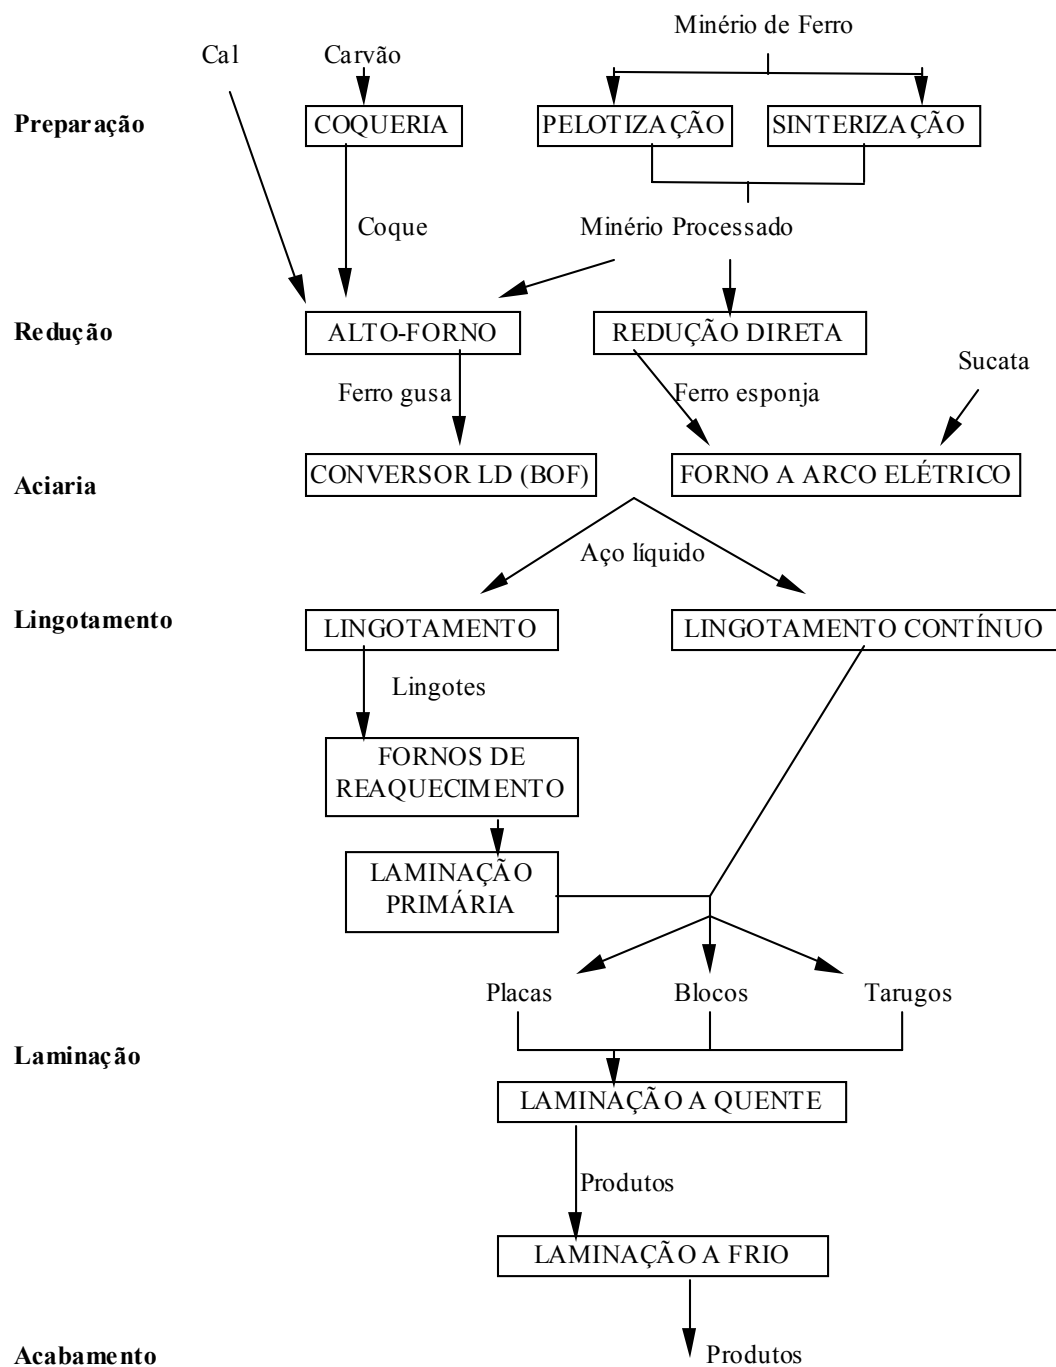 Minério de Ferro
Cal
Carvão
Preparação
COQUERIA
PELOTIZAÇÃO
SINTERIZAÇÃO
Coque
Minério Processado
Redução
ALTO-FORNO
REDUÇÃO DIRETA
Sucata
Ferro gusa
Ferro esponja
Aciaria
CONVERSOR LD (BOF)
FORNO A ARCO ELÉTRICO
Aço líquido
Lingotamento
LINGOTAMENTO
LINGOTAMENTO CONTÍNUO
Lingotes
FORNOS DE
REAQUECIMENTO
LAMINAÇÃO
PRIMÁRIA
Placas
Blocos
Tarugos
Laminação
LAMINAÇÃO A QUENTE
Produtos
LAMINAÇÃO A FRIO
Acabamento
Produtos